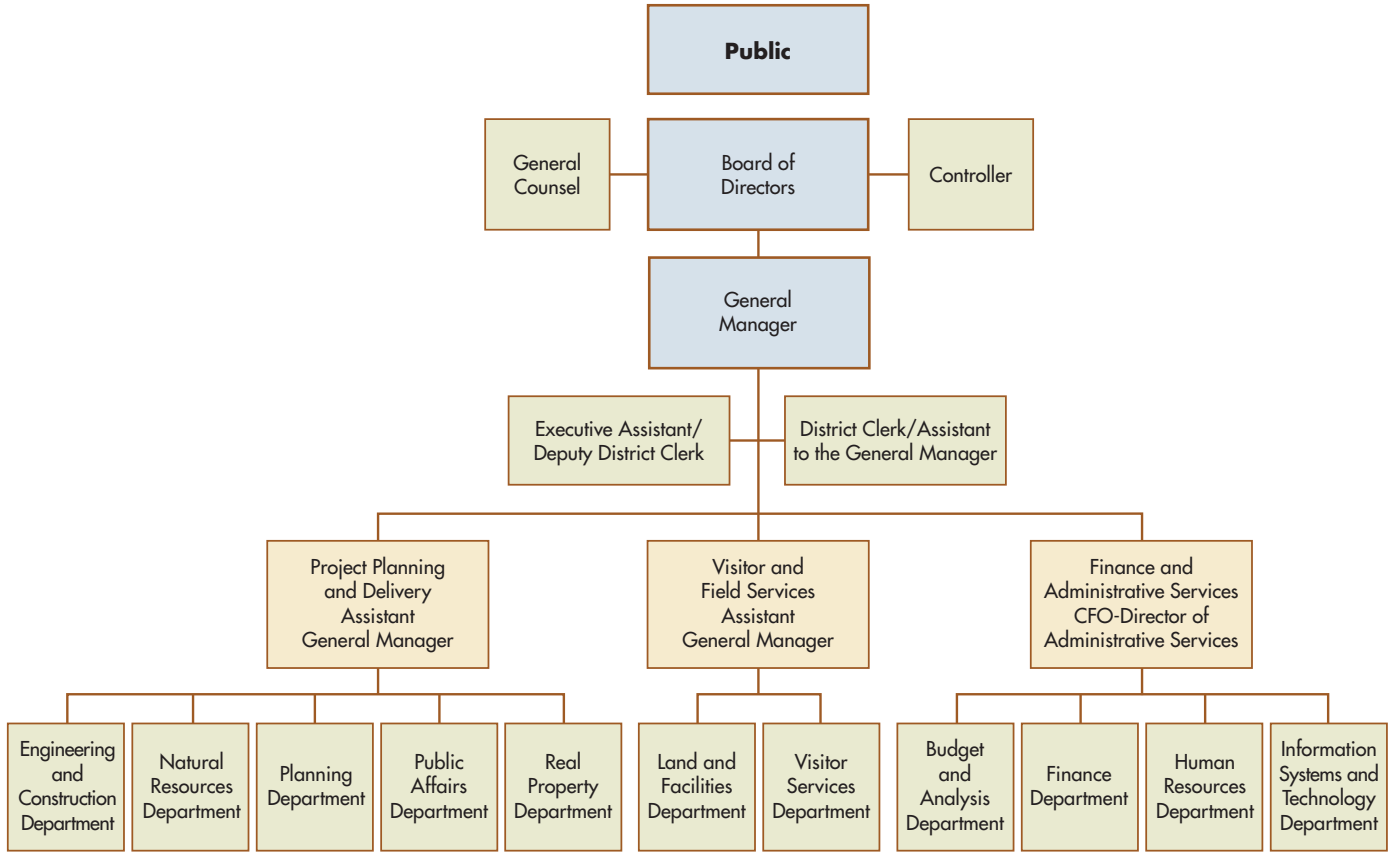 Public
General
Counsel
Board of
Directors
Controller
General
Manager
Executive Assistant/
Deputy District Clerk
District Clerk/Assistant
to the General Manager
Project Planning
and Delivery
Assistant
General Manager
Visitor and
Field Services
Assistant
General Manager
Finance and
Administrative Services
CFO-Director of
Administrative Services
Engineering
and
Construction
Department
Natural
Resources
Department
Planning
Department
Public
Affairs
Department
Real
Property
Department
Land and
Facilities
Department
Visitor
Services
Department
Budget
and
Analysis
Department
Finance
Department
Human
Resources
Department
Information
Systems and
Technology
Department